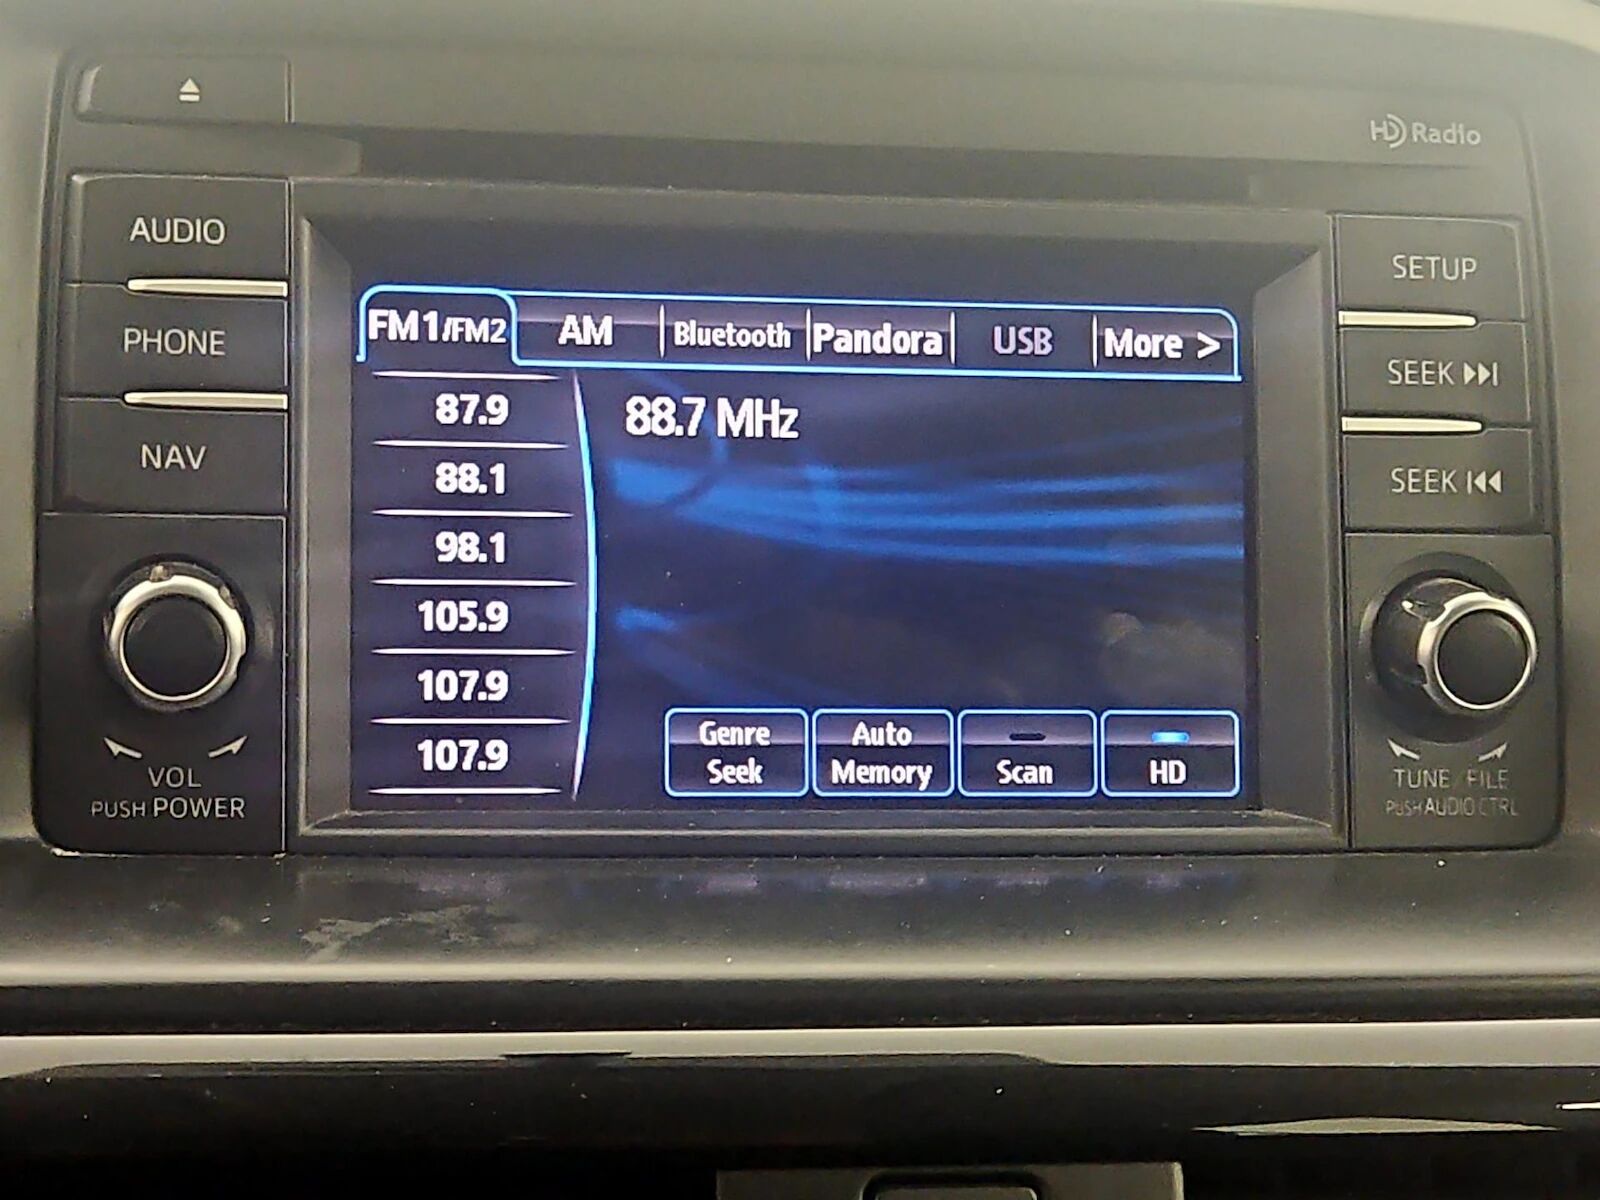 HD Radio
AUDIO
PHONE
NAV
VOL
PUSH POWER
FM1/FM2 AM Bluetooth Pandora USB More >
87.9
88.1
98.1
105.9
107.9
107.9
88.7 MHz
Genre
Seek
Auto
Memory
Scan
HD
SETUP
SEEK
SEEK
TUNE/FILE
PUSH AUDIO CTRL